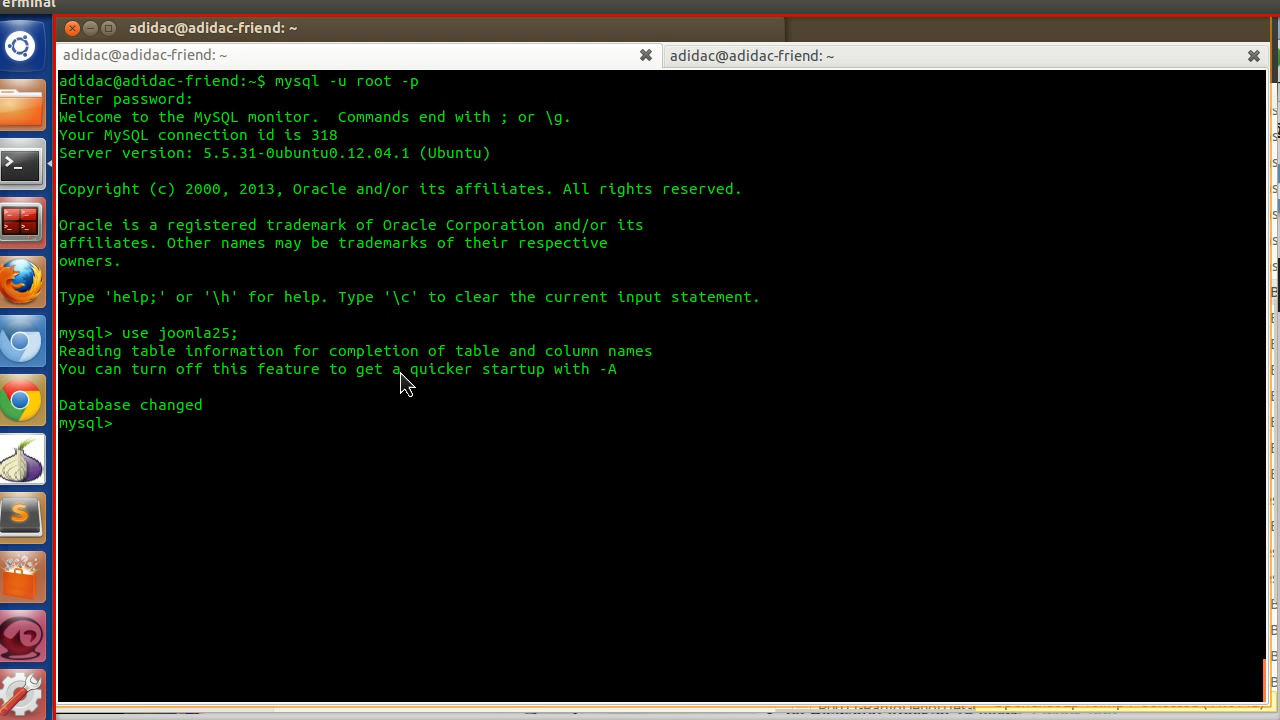 erminal
adidac@adidac-friend: ~
adidac@adidac-friend: ~
adidac@adidac-friend: ~
adidac@adidac-friend:~$ mysql -u root -p
Enter password:
Welcome to the MySQL monitor.  Commands end with ; or \g.
Your MySQL connection id is 318
Server version: 5.5.31-0ubuntu0.12.04.1 (Ubuntu)
Copyright (c) 2000, 2013, Oracle and/or its affiliates. All rights reserved.
Oracle is a registered trademark of Oracle Corporation and/or its
affiliates. Other names may be trademarks of their respective
owners.
Type 'help;' or '\h' for help. Type '\c' to clear the current input statement.
mysql> use joomla25;
Reading table information for completion of table and column names
You can turn off this feature to get a quicker startup with -A
Database changed
mysql>